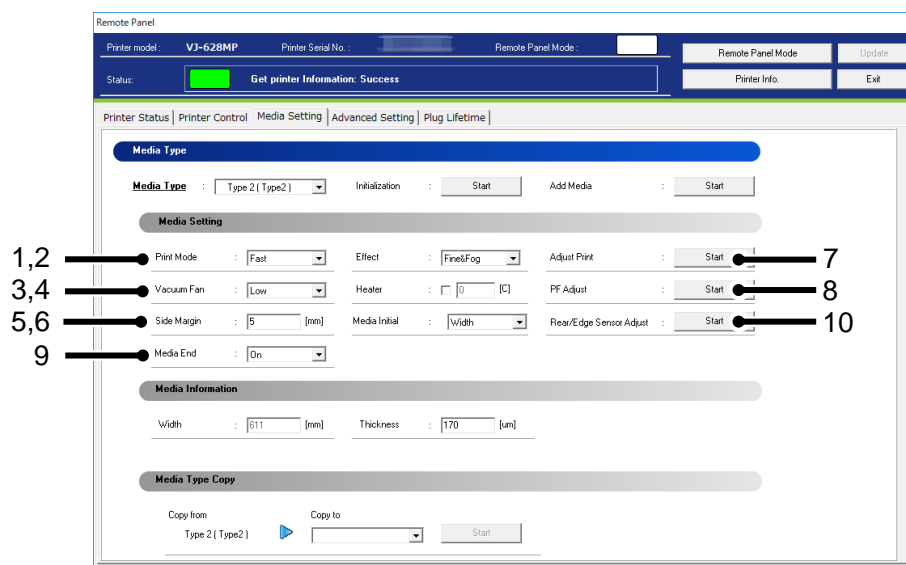 Remote Panel
Printer model : VJ-628MP Printer Serial No. : Remote Panel Mode :
Remote Panel Mode Update
Status: Get printer Information: Success
Printer Info. Exit
Printer Status Printer Control Media Setting Advanced Setting Plug Lifetime
Media Type
Media Type : Type 2 ( Type2 ) Initialization : Start Add Media : Start
Media Setting
1,2 Print Mode : Fast Effect : Fine&Fog Adjust Print : Start 7
3,4 Vacuum Fan : Low Heater : 0 [C] PF Adjust : Start 8
5,6 Side Margin : 5 [mm] Media Initial : Width Rear/Edge Sensor Adjust : Start 10
9 Media End : On
Media Information
Width : 611 [mm] Thickness : 170 [um]
Media Type Copy
Copy from Copy to
Type 2 ( Type2 ) Start